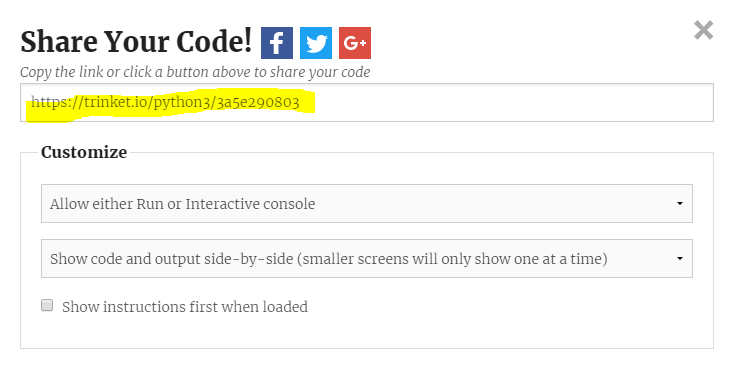 Share Your Code!
Copy the link or click a button above to share your code
https://trinket.io/python3/3a5e290803
Customize
Allow either Run or Interactive console
Show code and output side-by-side (smaller screens will only show one at a time)
Show instructions first when loaded